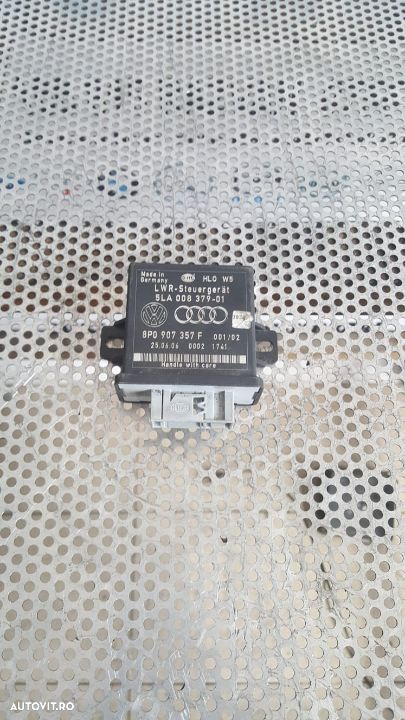 Made in
Germany
HLO W5
LWR-Steuergerät
5LA 008 379-01
8P0 907 357 F 001/02
25.06.06 0002 1741
Handle with care
AUTOVIT.RO